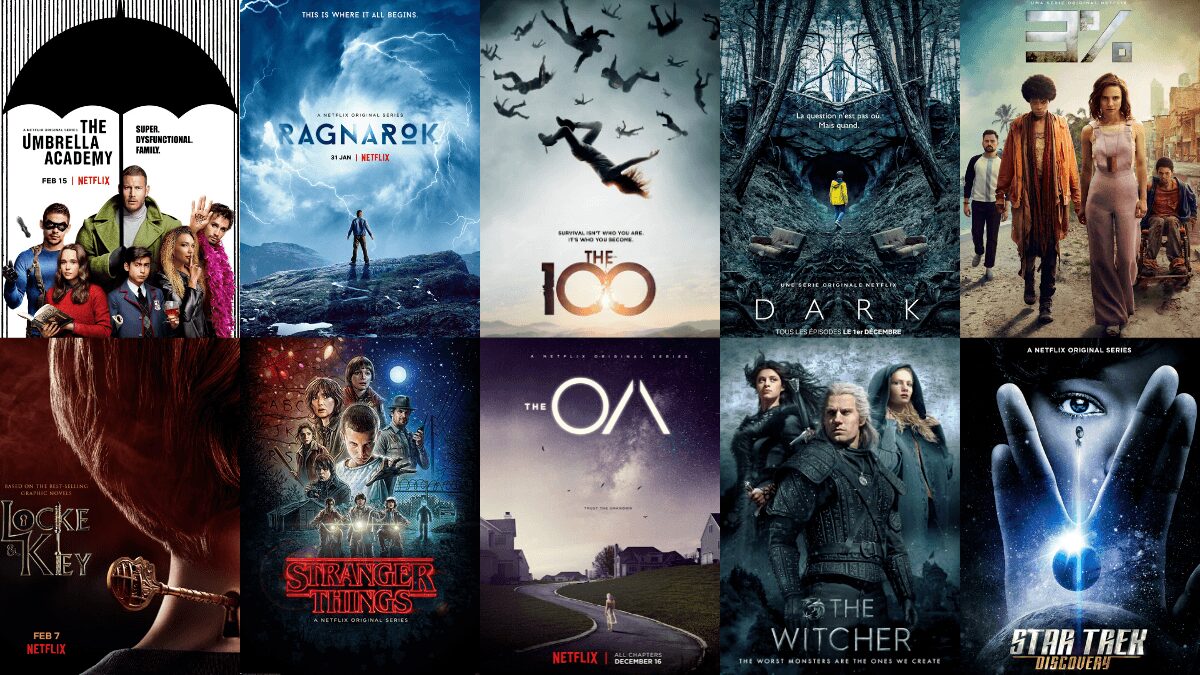 A NETFLIX ORIGINAL SERIES
THE
UMBRELLA
ACADEMY
SUPER.
DYSFUNCTIONAL.
FAMILY.
FEB 15 | NETFLIX
THIS IS WHERE IT ALL BEGINS.
A NETFLIX ORIGINAL SERIES
RAGNAROK
31 JAN | NETFLIX
SURVIVAL ISN'T WHO YOU ARE.
IT'S WHO YOU BECOME.
THE
100
La question n'est pas où.
Mais quand.
UNE SÉRIE ORIGINALE NETFLIX
DARK
TOUS LES ÉPISODES LE 1er DÉCEMBRE
UMA SÉRIE ORIGINAL NETFLIX
3%
BASED ON THE BEST-SELLING
GRAPHIC NOVELS
LOCKE
& KEY
FEB 7
NETFLIX
STRANGER
THINGS
A NETFLIX ORIGINAL SERIES
A NETFLIX ORIGINAL SERIES
THE OA
TRUST THE UNKNOWN
NETFLIX | ALL CHAPTERS
DECEMBER 16
THE
WITCHER
THE WORST MONSTERS ARE THE ONES WE CREATE
A NETFLIX ORIGINAL SERIES
STAR TREK
DISCOVERY